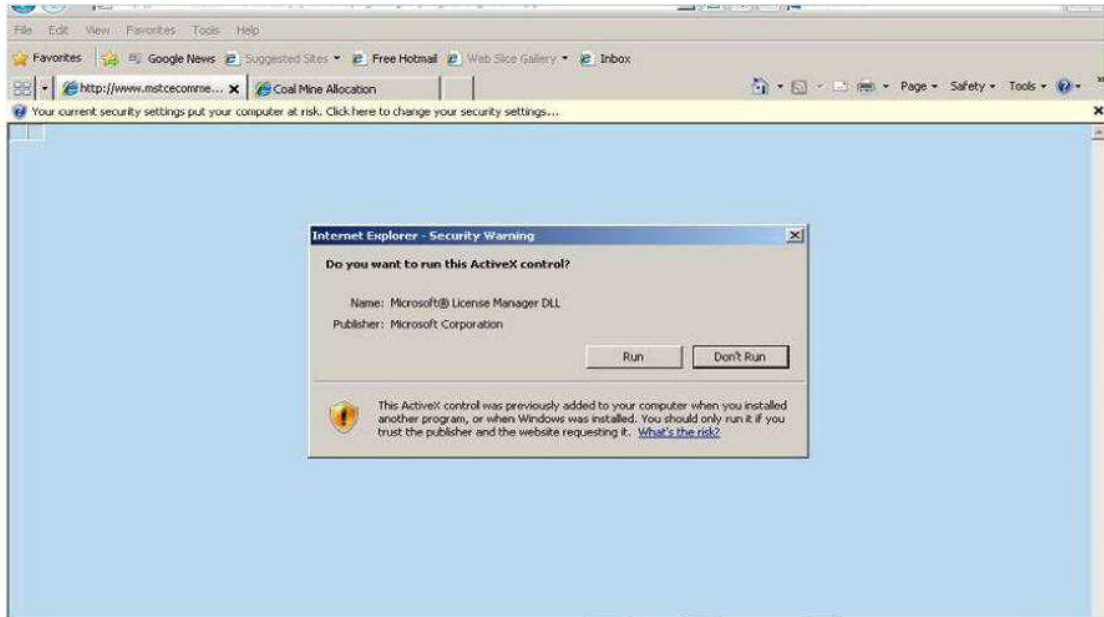 File Edit View Favorites Tools Help
Favorites Google News Suggested Sites Free Hotmail Web Slice Gallery Inbox
http://www.mstcecomme... Coal Mine Allocation Page Safety Tools
Your current security settings put your computer at risk. Click here to change your security settings...
Internet Explorer - Security Warning
Do you want to run this ActiveX control?
Name: Microsoft® License Manager DLL
Publisher: Microsoft Corporation
Run Don't Run
This ActiveX control was previously added to your computer when you installed
another program, or when Windows was installed. You should only run it if you
trust the publisher and the website requesting it. What's the risk?